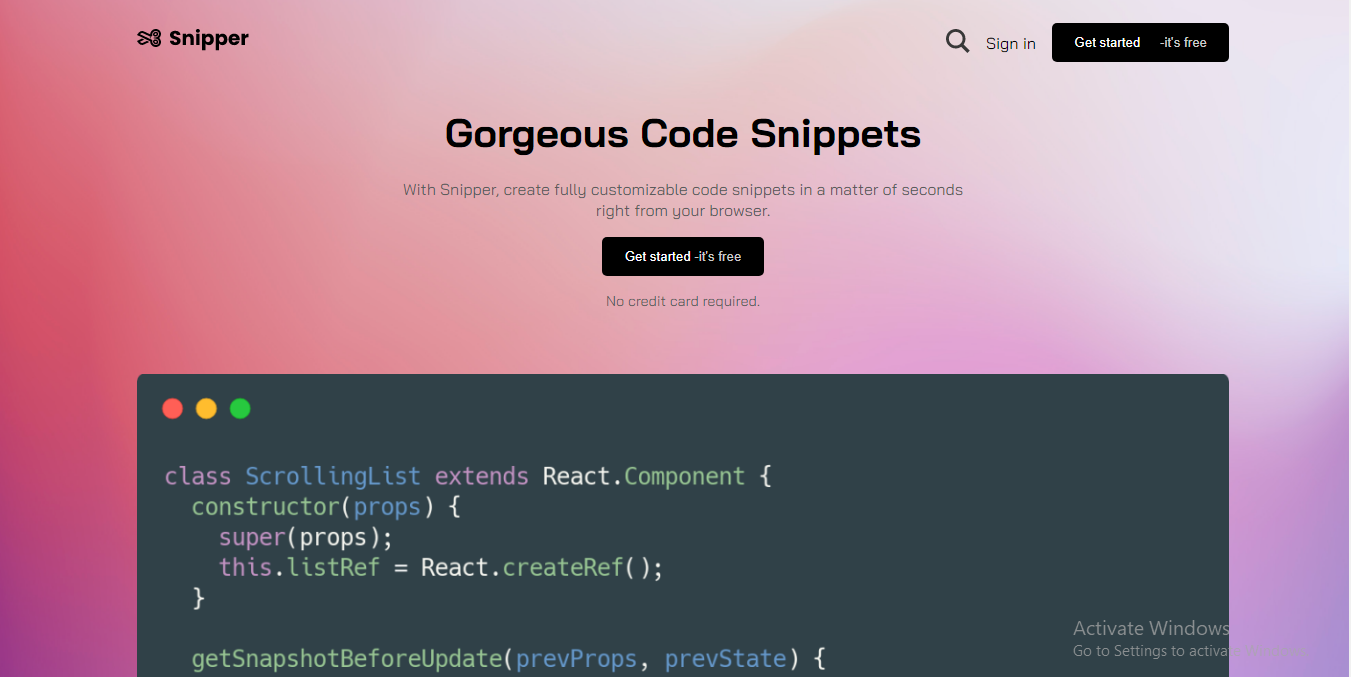 Snipper
Sign in
Get started -it's free
Gorgeous Code Snippets
With Snipper, create fully customizable code snippets in a matter of seconds
right from your browser.
Get started -it's free
No credit card required.
class ScrollingList extends React.Component {
constructor(props) {
super(props);
this.listRef = React.createRef();
}
getSnapshotBeforeUpdate(prevProps, prevState) {
Activate Windows
Go to Settings to activate Windows.